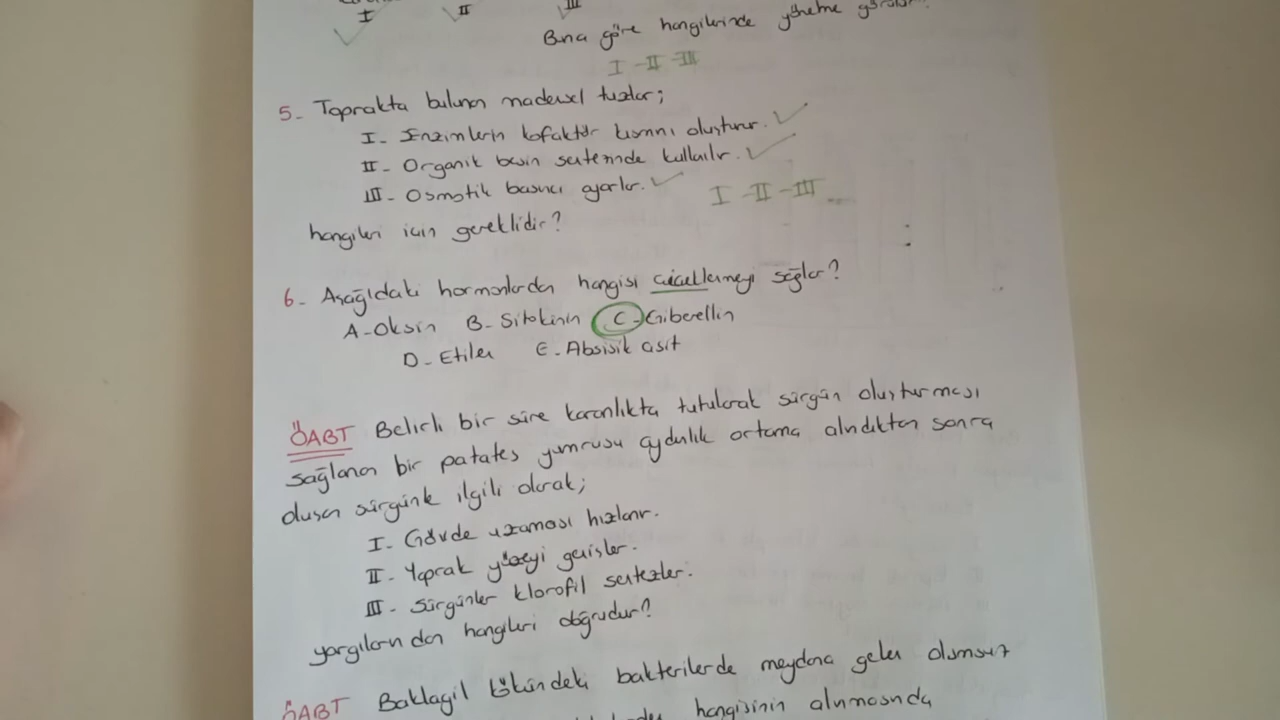 I II III
Buna göre hangilerinde yönelme görülür?
I -II -III
5- Toprakta bulunan madensel tuzlar;
I- Enzimlerin kofaktör kısmını oluşturur.
II- Organik besin sentezinde kullanılır.
III- Osmotik basıncı ayarlar.
I -II -III
hangileri için gereklidir?
6- Aşağıdaki hormonlardan hangisi çiçeklenmeyi sağlar?
A-Oksin B-Sitokinin C-Giberellin
D-Etilen E-Absisik asit
ÖABT Belirli bir süre karanlıkta tutularak sürgün oluşturması
sağlanan bir patates yumrusu aydınlık ortama alındıktan sonra
oluşan sürgünle ilgili olarak;
I- Gövde uzaması hızlanır.
II- Yaprak yüzeyi genişler.
III- Sürgünler klorofil sentezler.
yargılarından hangileri doğrudur?
ÖABT Baklagil kökündeki bakterilerde meydana gelen olumsuz
hangisinin alınmasında